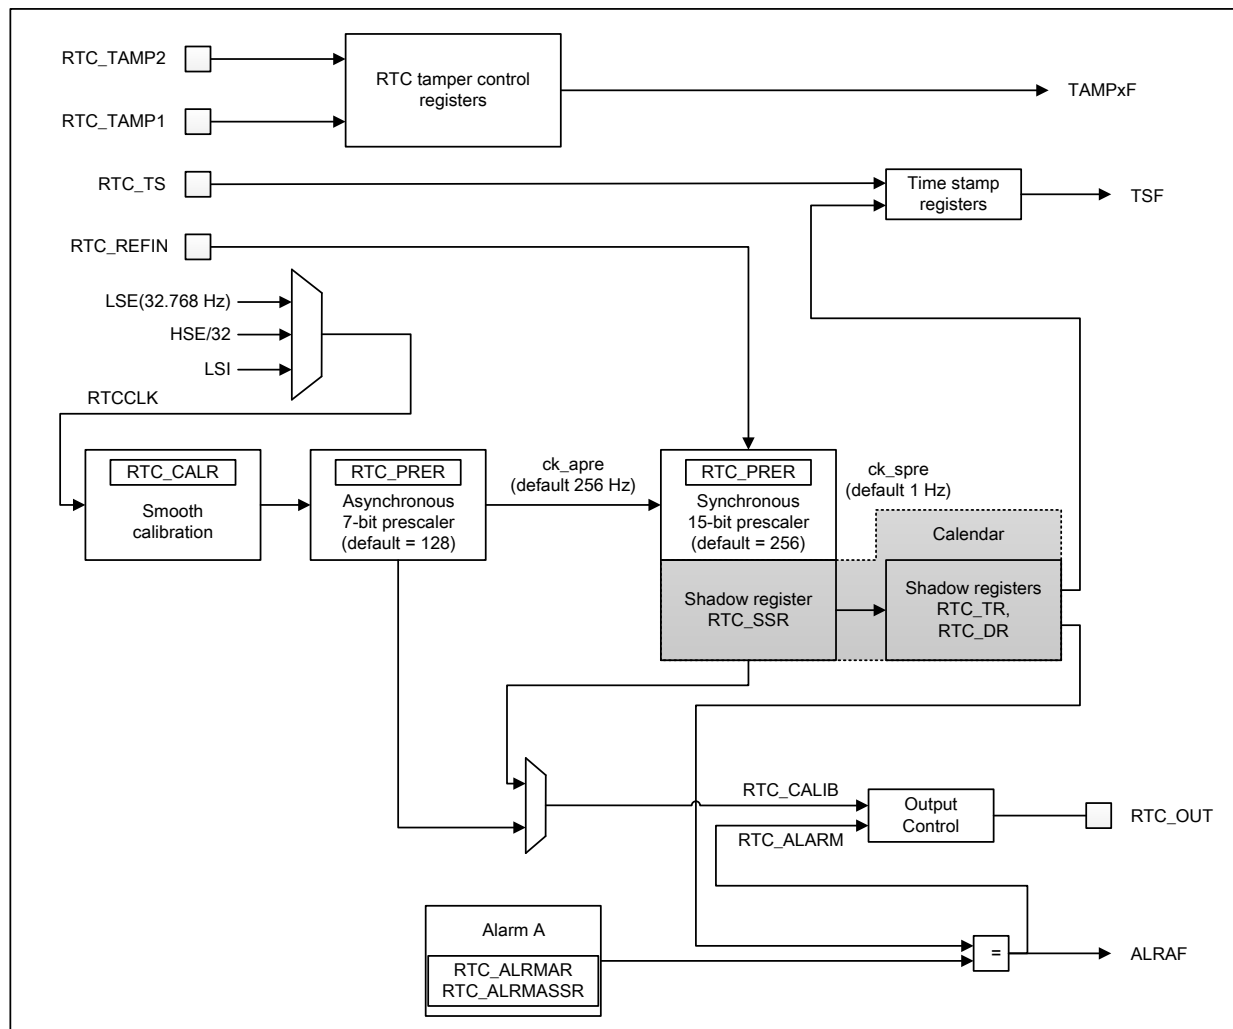 RTC_TAMP2
RTC tamper control
registers
TAMPxF
RTC_TAMP1
RTC_TS
Time stamp
registers
TSF
RTC_REFIN
LSE(32.768 Hz)
HSE/32
LSI
RTCCLK
RTC_CALR
Smooth
calibration
RTC_PRER
Asynchronous
7-bit prescaler
(default = 128)
ck_apre
(default 256 Hz)
RTC_PRER
Synchronous
15-bit prescaler
(default = 256)
ck_spre
(default 1 Hz)
Calendar
Shadow register
RTC_SSR
Shadow registers
RTC_TR,
RTC_DR
RTC_CALIB
Output
Control
RTC_OUT
RTC_ALARM
Alarm A
RTC_ALRMAR
RTC_ALRMASSR
=
ALRAF